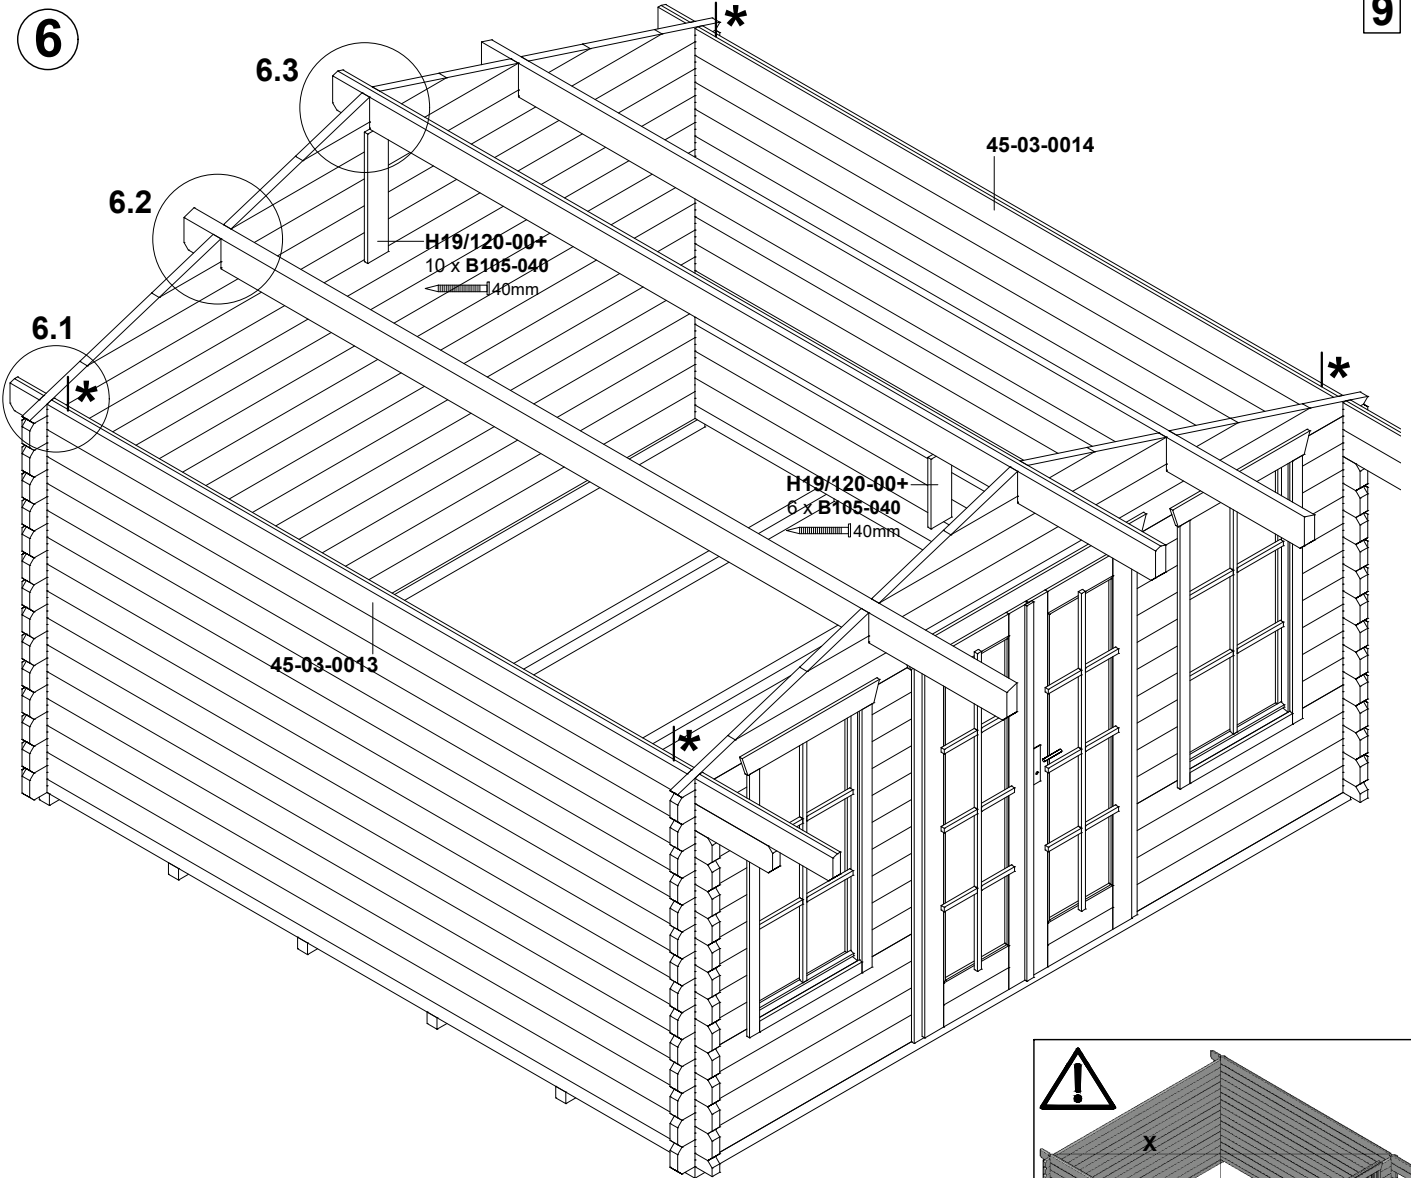 6
9
*
6.3
45-03-0014
6.2
H19/120-00+
10 x B105-040
40mm
6.1
*
*
H19/120-00+
6 x B105-040
40mm
45-03-0013
*
!
X